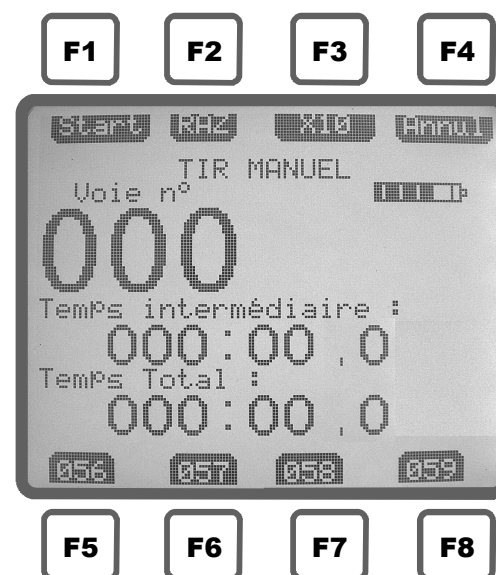 F1 F2 F3 F4
Start RAZ X10 Annul
TIR MANUEL
Voie n°
000
Temps intermédiaire :
000:00,0
Temps Total :
000:00,0
056 057 058 059
F5 F6 F7 F8